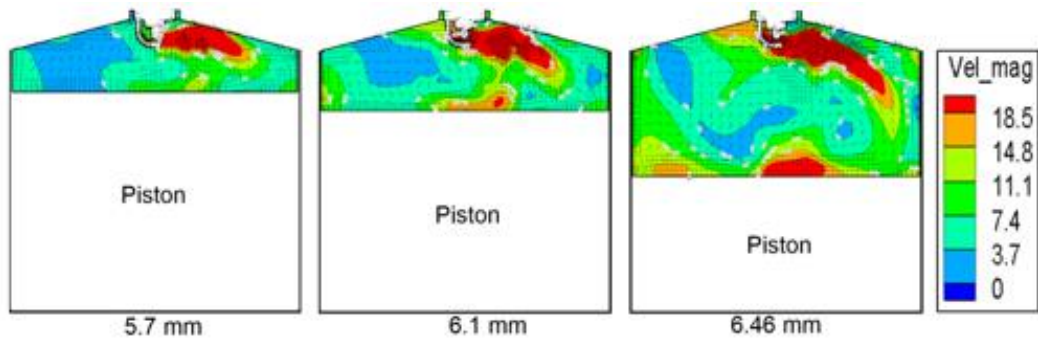 Piston
5.7 mm
Piston
6.1 mm
Piston
6.46 mm
Vel_mag
18.5
14.8
11.1
7.4
3.7
0